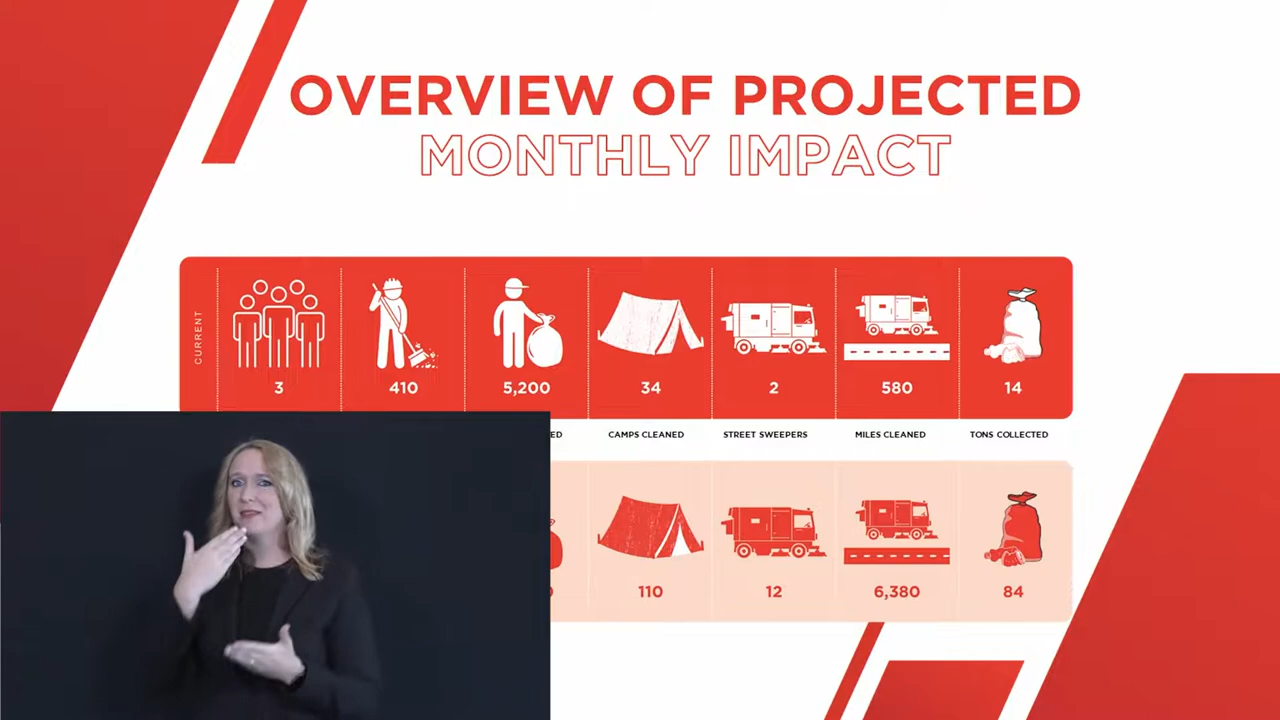 OVERVIEW OF PROJECTED
MONTHLY IMPACT
CURRENT
3 410 5,200 34 2 580 14
CAMPS CLEANED STREET SWEEPERS MILES CLEANED TONS COLLECTED
110 12 6,380 84